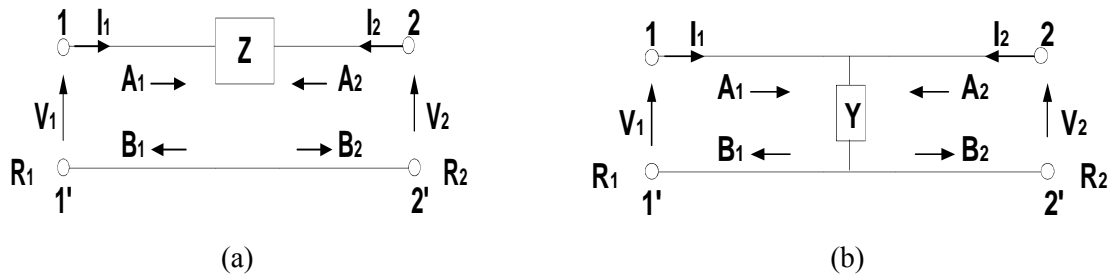 1 I1 I2 2
Z
A1 A2
V1 V2
B1 B2
R1 R2
1' 2'
(a)
1 I1 I2 2
A1 A2
V1 Y V2
B1 B2
R1 R2
1' 2'
(b)